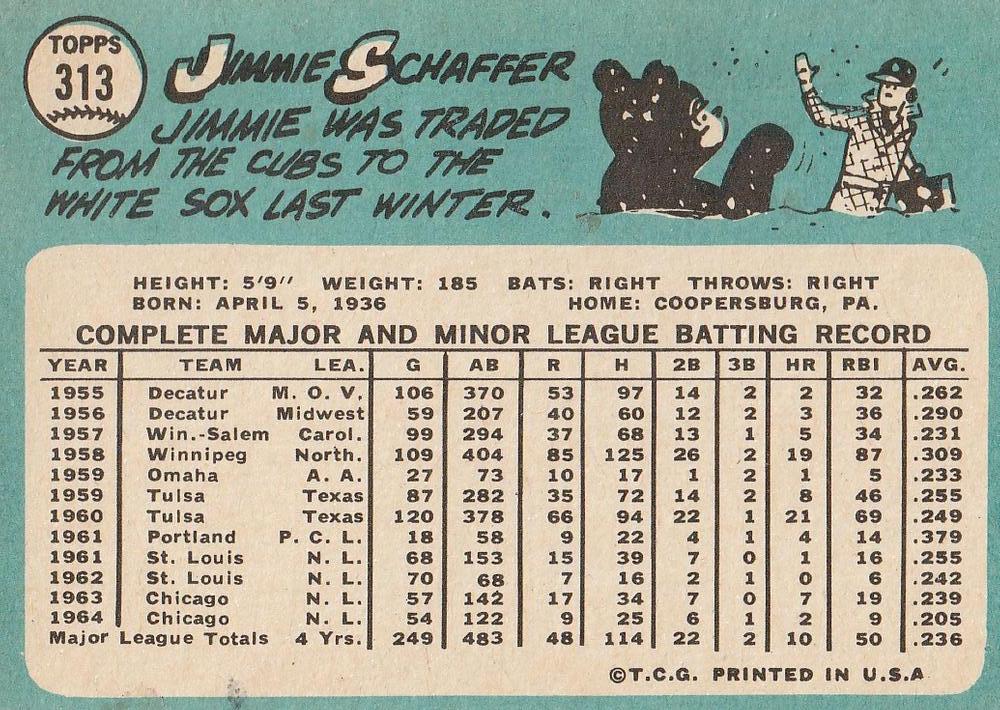 TOPPS
313
JIMMIE SCHAFFER
JIMMIE WAS TRADED
FROM THE CUBS TO THE
WHITE SOX LAST WINTER.
HEIGHT: 5'9" WEIGHT: 185 BATS: RIGHT THROWS: RIGHT
BORN: APRIL 5, 1936 HOME: COOPERSBURG, PA.
COMPLETE MAJOR AND MINOR LEAGUE BATTING RECORD
YEAR TEAM LEA. G AB R H 2B 3B HR RBI AVG.
1955 Decatur M. O. V. 106 370 53 97 14 2 2 32 .262
1956 Decatur Midwest 59 207 40 60 12 2 3 36 .290
1957 Win.-Salem Carol. 99 294 37 68 13 1 5 34 .231
1958 Winnipeg North. 109 404 85 125 26 2 19 87 .309
1959 Omaha A. A. 27 73 10 17 1 2 1 5 .233
1959 Tulsa Texas 87 282 35 72 14 2 8 46 .255
1960 Tulsa Texas 120 378 66 94 22 1 21 69 .249
1961 Portland P. C. L. 18 58 9 22 4 1 4 14 .379
1961 St. Louis N. L. 68 153 15 39 7 0 1 16 .255
1962 St. Louis N. L. 70 68 7 16 2 1 0 6 .242
1963 Chicago N. L. 57 142 17 34 7 0 7 19 .239
1964 Chicago N. L. 54 122 9 25 6 1 2 9 .205
Major League Totals 4 Yrs. 249 483 48 114 22 2 10 50 .236
©T.C.G. PRINTED IN U.S.A